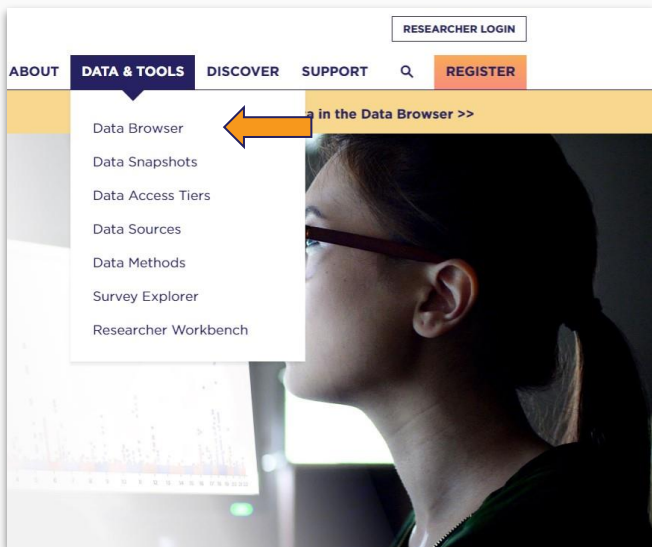 RESEARCHER LOGIN
ABOUT DATA & TOOLS DISCOVER SUPPORT REGISTER
a in the Data Browser >>
Data Browser
Data Snapshots
Data Access Tiers
Data Sources
Data Methods
Survey Explorer
Researcher Workbench